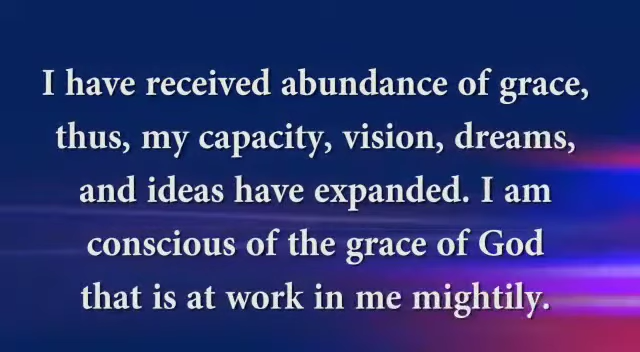 I have received abundance of grace,
thus, my capacity, vision, dreams,
and ideas have expanded. I am
conscious of the grace of God
that is at work in me mightily.